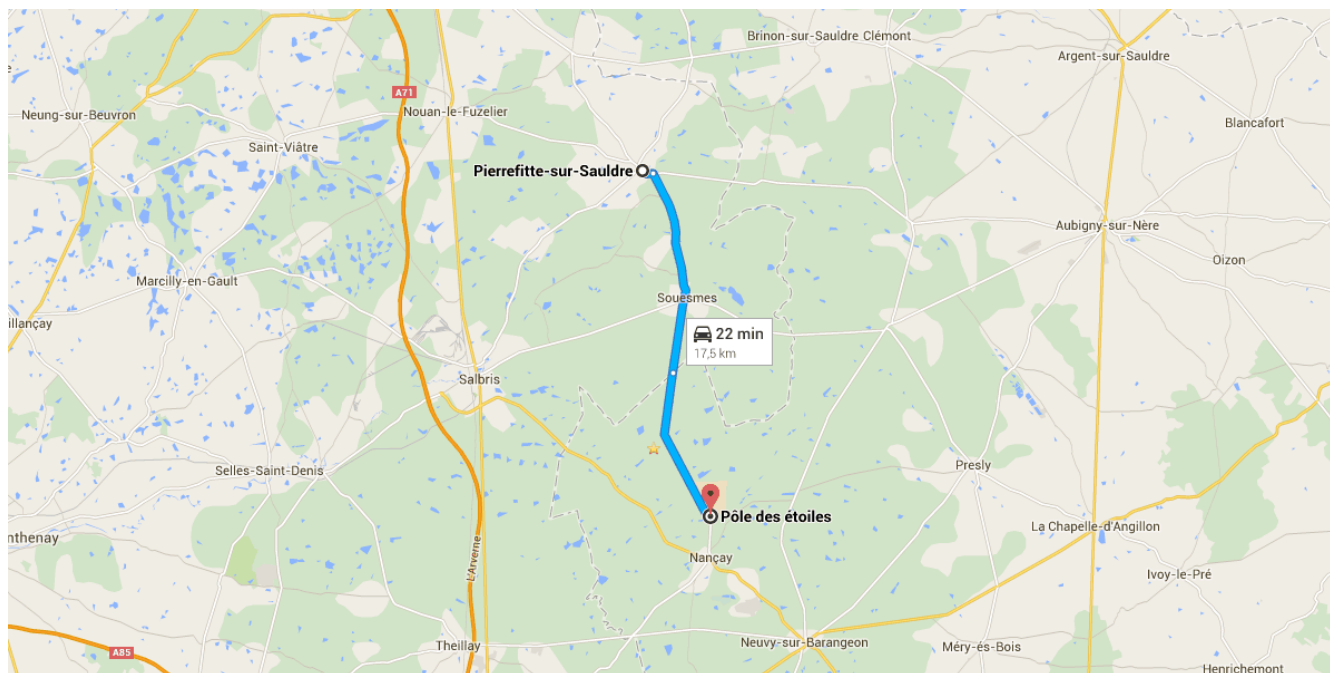 Brinon-sur-Sauldre Clémont
Argent-sur-Sauldre
A71
Neung-sur-Beuvron
Nouan-le-Fuzelier
Blancafort
Saint-Viâtre
Pierrefitte-sur-Sauldre
Aubigny-sur-Nère
Oizon
Marcilly-en-Gault
Souesmes
illançay
22 min
17,5 km
Salbris
Selles-Saint-Denis
Presly
Pôle des étoiles
La Chapelle-d'Angillon
nthenay
Nançay
L'Arverne
Ivoy-le-Pré
A85
Theillay
Neuvy-sur-Barangeon
Méry-és-Bois
Henrichemont